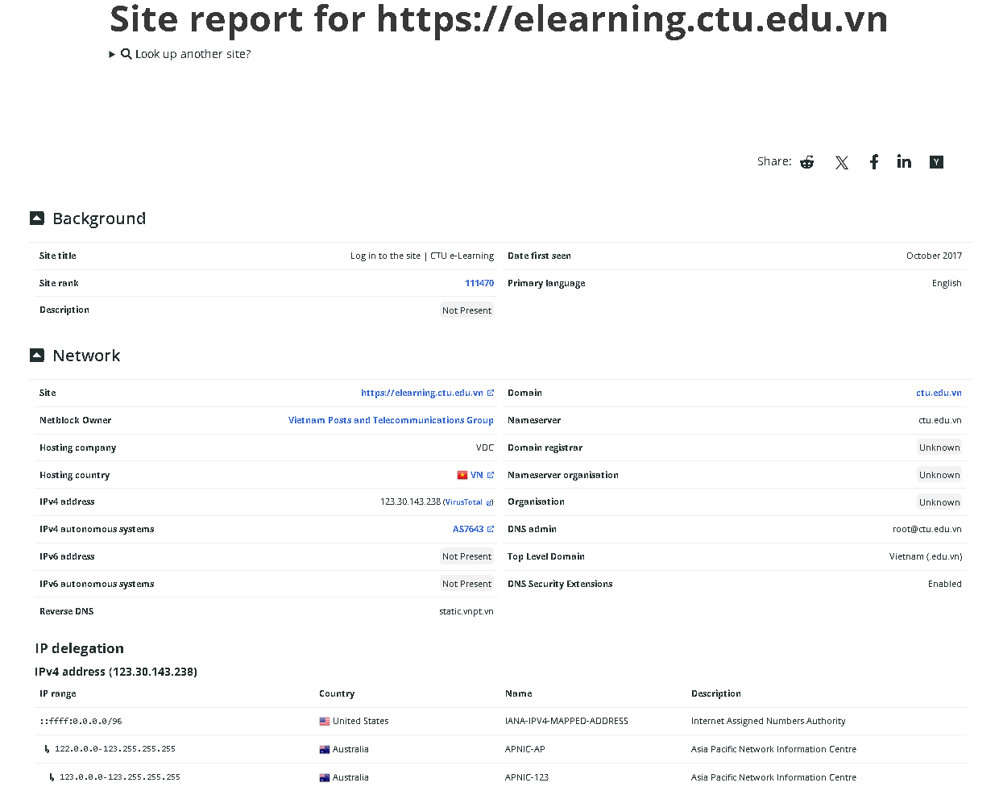 Site report for https://elearning.ctu.edu.vn
Look up another site?
Share:
Background
Site title Log in to the site | CTU e-Learning Date first seen October 2017
Site rank 111470 Primary language English
Description Not Present
Network
Site https://elearning.ctu.edu.vn Domain ctu.edu.vn
Netblock Owner Vietnam Posts and Telecommunications Group Nameserver ctu.edu.vn
Hosting company VDC Domain registrar Unknown
Hosting country VN Nameserver organisation Unknown
IPv4 address 123.30.143.238 (VirusTotal) Organisation Unknown
IPv4 autonomous systems AS7643 DNS admin root@ctu.edu.vn
IPv6 address Not Present Top Level Domain Vietnam (.edu.vn)
IPv6 autonomous systems Not Present DNS Security Extensions Enabled
Reverse DNS static.vnpt.vn
IP delegation
IPv4 address (123.30.143.238)
IP range Country Name Description
::ffff:0.0.0.0/96 United States IANA-IPV4-MAPPED-ADDRESS Internet Assigned Numbers Authority
↳ 122.0.0.0-123.255.255.255 Australia APNIC-AP Asia Pacific Network Information Centre
↳ 123.0.0.0-123.255.255.255 Australia APNIC-123 Asia Pacific Network Information Centre